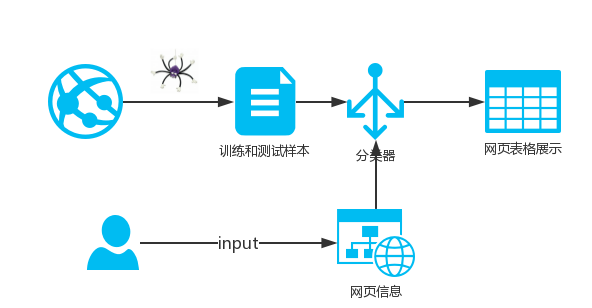 训练和测试样本
分类器
网页表格展示
input
网页信息